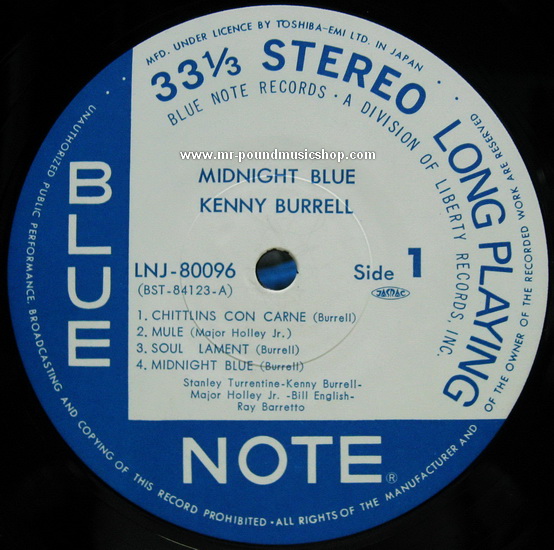 MFD. UNDER LICENCE BY TOSHIBA-EMI LTD. IN JAPAN
33⅓ STEREO LONG PLAYING
BLUE NOTE RECORDS · A DIVISION OF LIBERTY RECORDS, INC.
www.mr-poundmusicshop.com
MIDNIGHT BLUE
KENNY BURRELL
LNJ-80096
(BST-84123-A)
Side 1
JASRAC
1. CHITTLINS CON CARNE (Burrell)
2. MULE (Major Holley Jr.)
3. SOUL LAMENT (Burrell)
4. MIDNIGHT BLUE (Burrell)
Stanley Turrentine-Kenny Burrell-
Major Holley Jr. -Bill English-
Ray Barretto
BLUE
NOTE®
UNAUTHORIZED PUBLIC PERFORMANCE, BROADCASTING AND COPYING OF THIS RECORD PROHIBITED · ALL RIGHTS OF THE MANUFACTURER AND OF THE OWNER OF THE RECORDED WORK ARE RESERVED